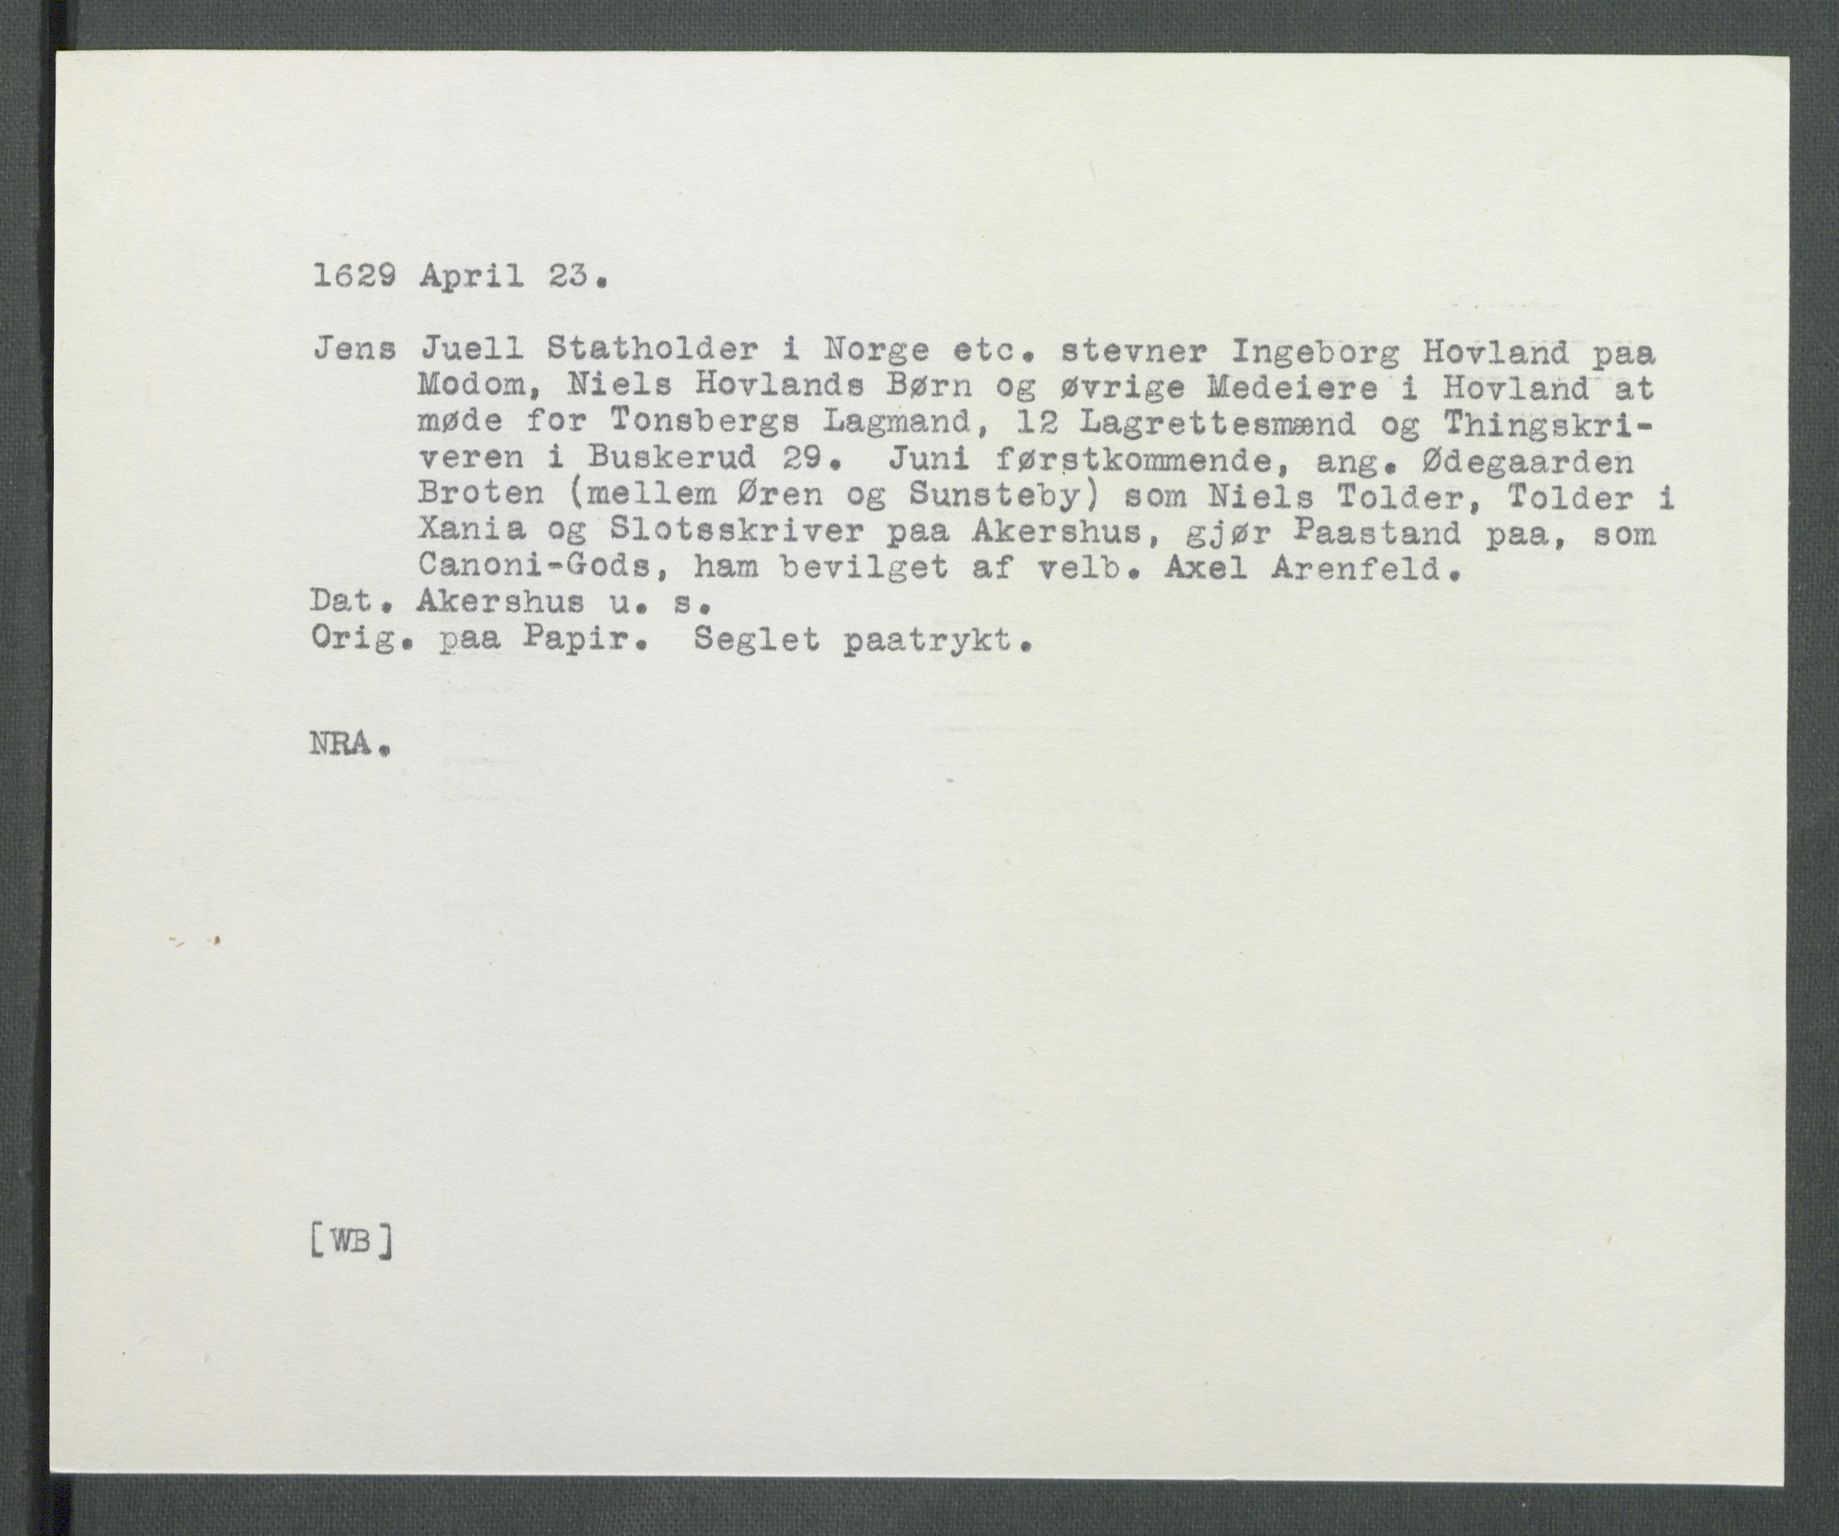 1629 April 23.
Jens Juell Statholder i Norge etc. stevner Ingeborg Hovland paa
Modom, Niels Hovlands Børn og øvrige Medeiere i Hovland at
møde for Tonsbergs Lagmand, 12 Lagrettesmænd og Thingskri-
veren i Buskerud 29. Juni førstkommende, ang. Ødegaarden
Broten (mellem Øren og Sunsteby) som Niels Tolder, Tolder i
Xania og Slotsskriver paa Akershus, gjør Paastand paa, som
Canoni-Gods, ham bevilget af velb. Axel Arenfeld.
Dat. Akershus u. s.
Orig. paa Papir. Seglet paatrykt.
NRA.
[WB]